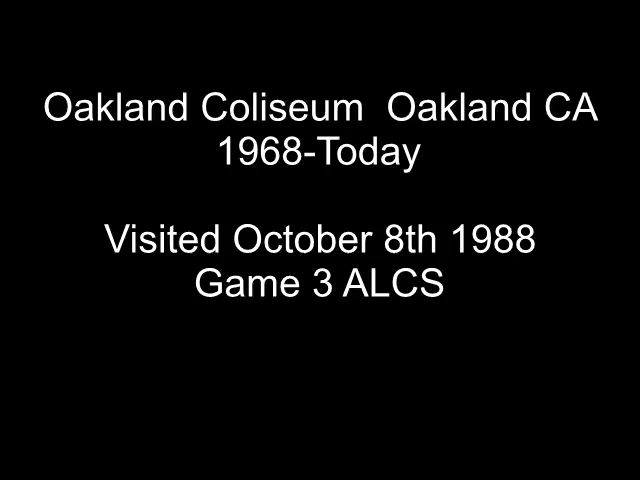 Oakland Coliseum  Oakland CA
1968-Today
Visited October 8th 1988
Game 3 ALCS